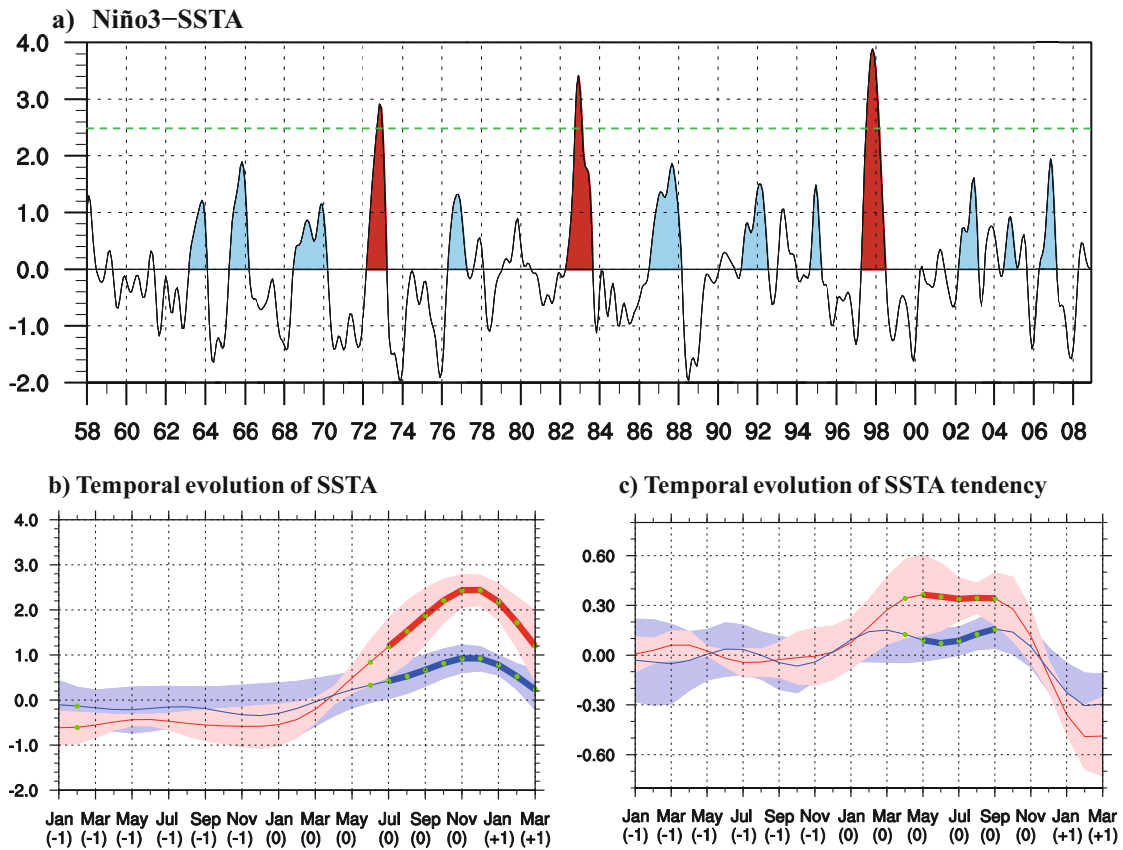 a) Niño3−SSTA
4.0
3.0
2.0
1.0
0.0
-1.0
-2.0
58 60 62 64 66 68 70 72 74 76 78 80 82 84 86 88 90 92 94 96 98 00 02 04 06 08
b) Temporal evolution of SSTA
4.0
3.0
2.0
1.0
0.0
-1.0
-2.0
Jan Mar May Jul Sep Nov Jan Mar May Jul Sep Nov Jan Mar
(-1) (-1) (-1) (-1) (-1) (-1) (0) (0) (0) (0) (0) (0) (+1) (+1)
c) Temporal evolution of SSTA tendency
0.60
0.30
0.00
-0.30
-0.60
Jan Mar May Jul Sep Nov Jan Mar May Jul Sep Nov Jan Mar
(-1) (-1) (-1) (-1) (-1) (-1) (0) (0) (0) (0) (0) (0) (+1) (+1)